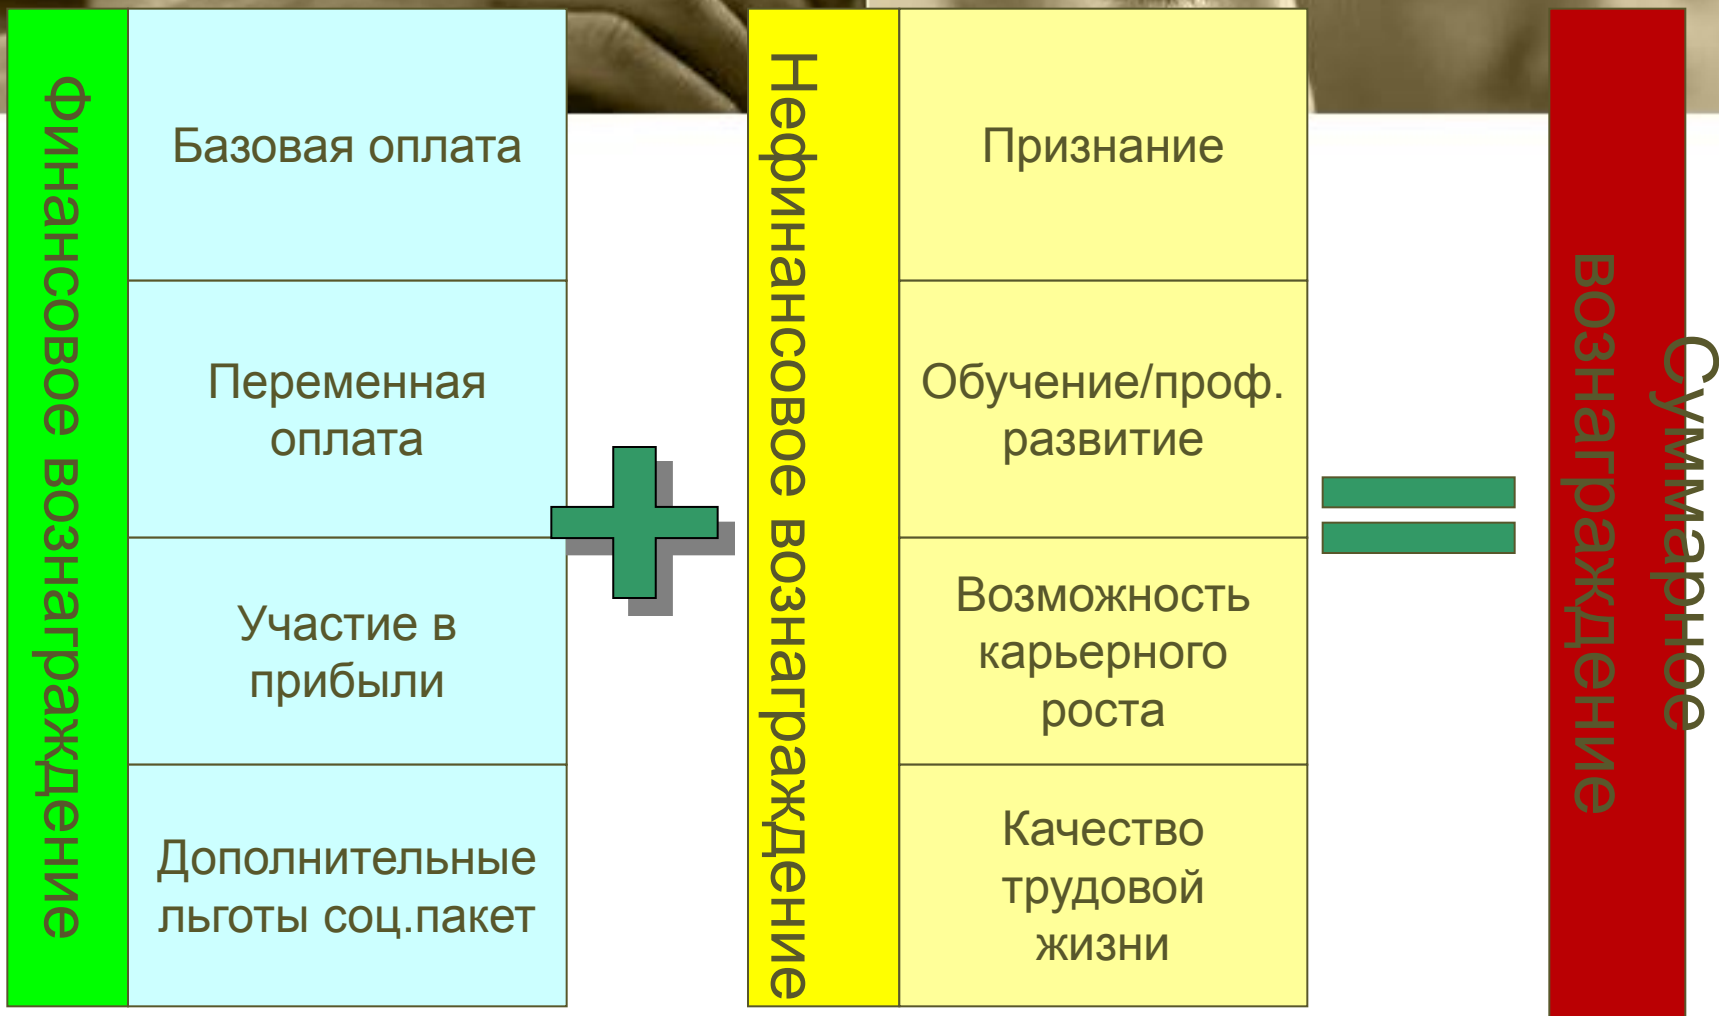 Финансовое вознаграждение
Базовая оплата
Переменная
оплата
Участие в
прибыли
Дополнительные
льготы соц.пакет
Нефинансовое вознаграждение
Признание
Обучение/проф.
развитие
Возможность
карьерного
роста
Качество
трудовой
жизни
Суммарное
вознаграждение